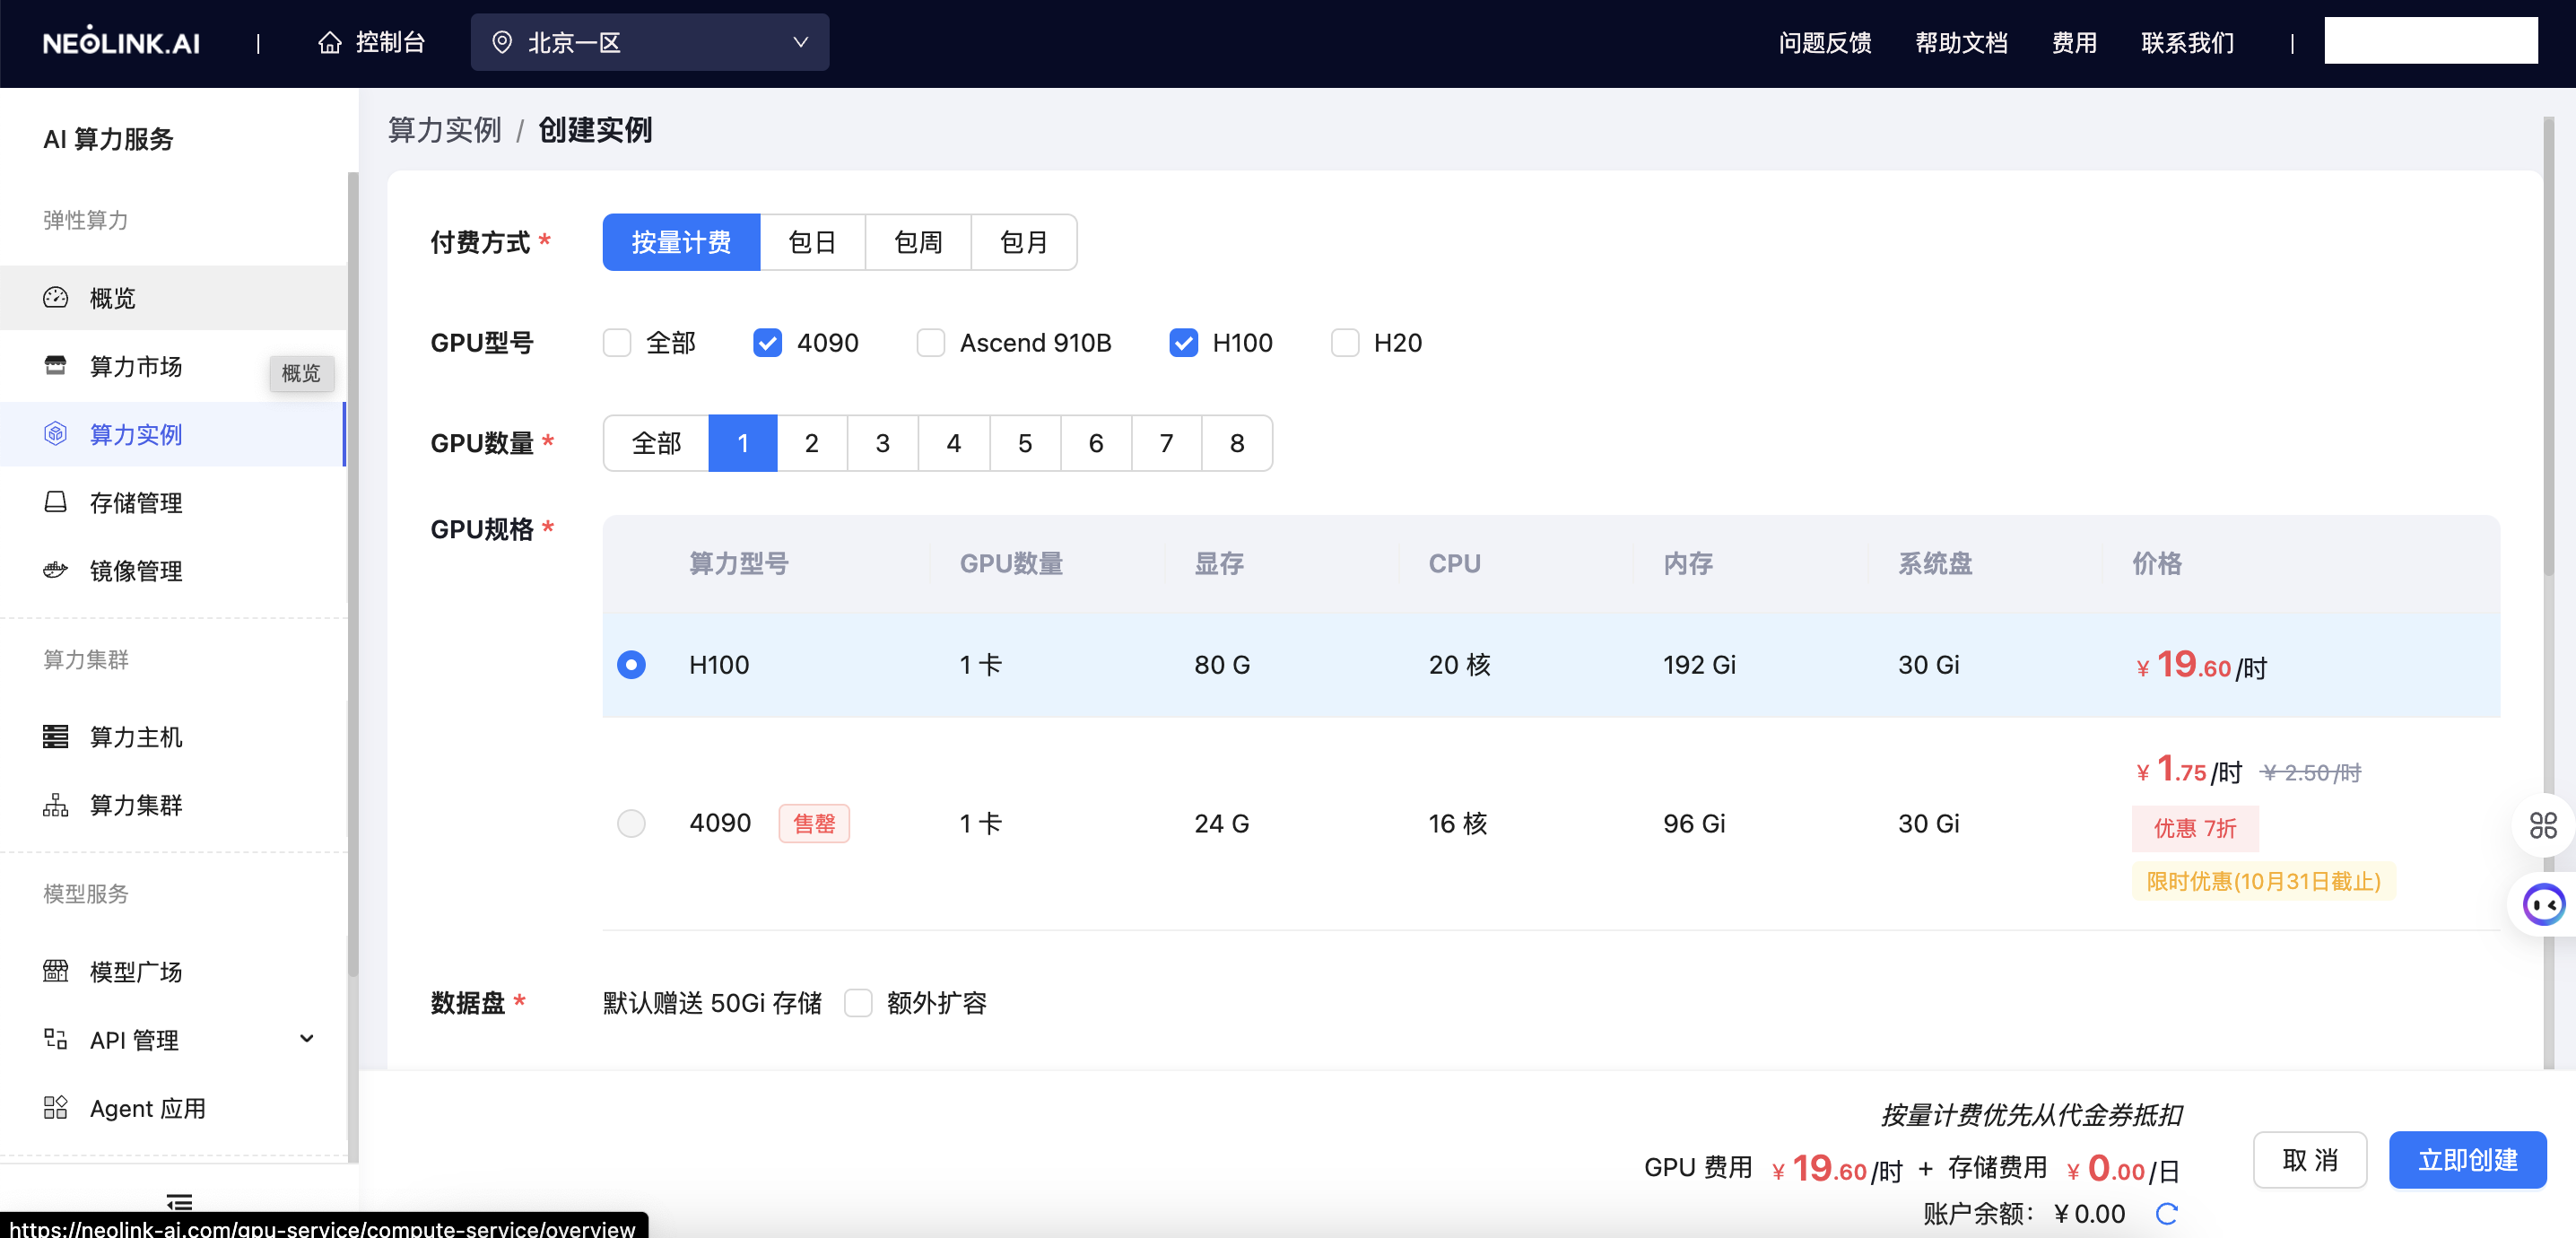 NEOLINK.AI | 控制台 北京一区 问题反馈 帮助文档 费用 联系我们 |
AI 算力服务
弹性算力
概览
算力市场
概览
算力实例
存储管理
镜像管理
算力集群
算力主机
算力集群
模型服务
模型广场
API 管理
Agent 应用
https://neolink-ai.com/gpu-service/compute-service/overview
算力实例 / 创建实例
付费方式 * 按量计费 包日 包周 包月
GPU型号 全部 4090 Ascend 910B H100 H20
GPU数量 * 全部 1 2 3 4 5 6 7 8
GPU规格 *
算力型号 GPU数量 显存 CPU 内存 系统盘 价格
H100 1 卡 80 G 20 核 192 Gi 30 Gi ¥ 19.60 /时
4090 售罄 1 卡 24 G 16 核 96 Gi 30 Gi ¥ 1.75 /时 ¥ 2.50 /时
优惠 7折
限时优惠(10月31日截止)
数据盘 * 默认赠送 50Gi 存储 额外扩容
按量计费优先从代金券抵扣
GPU 费用 ¥ 19.60 /时 + 存储费用 ¥ 0.00 /日
账户余额： ¥ 0.00
取 消 立即创建